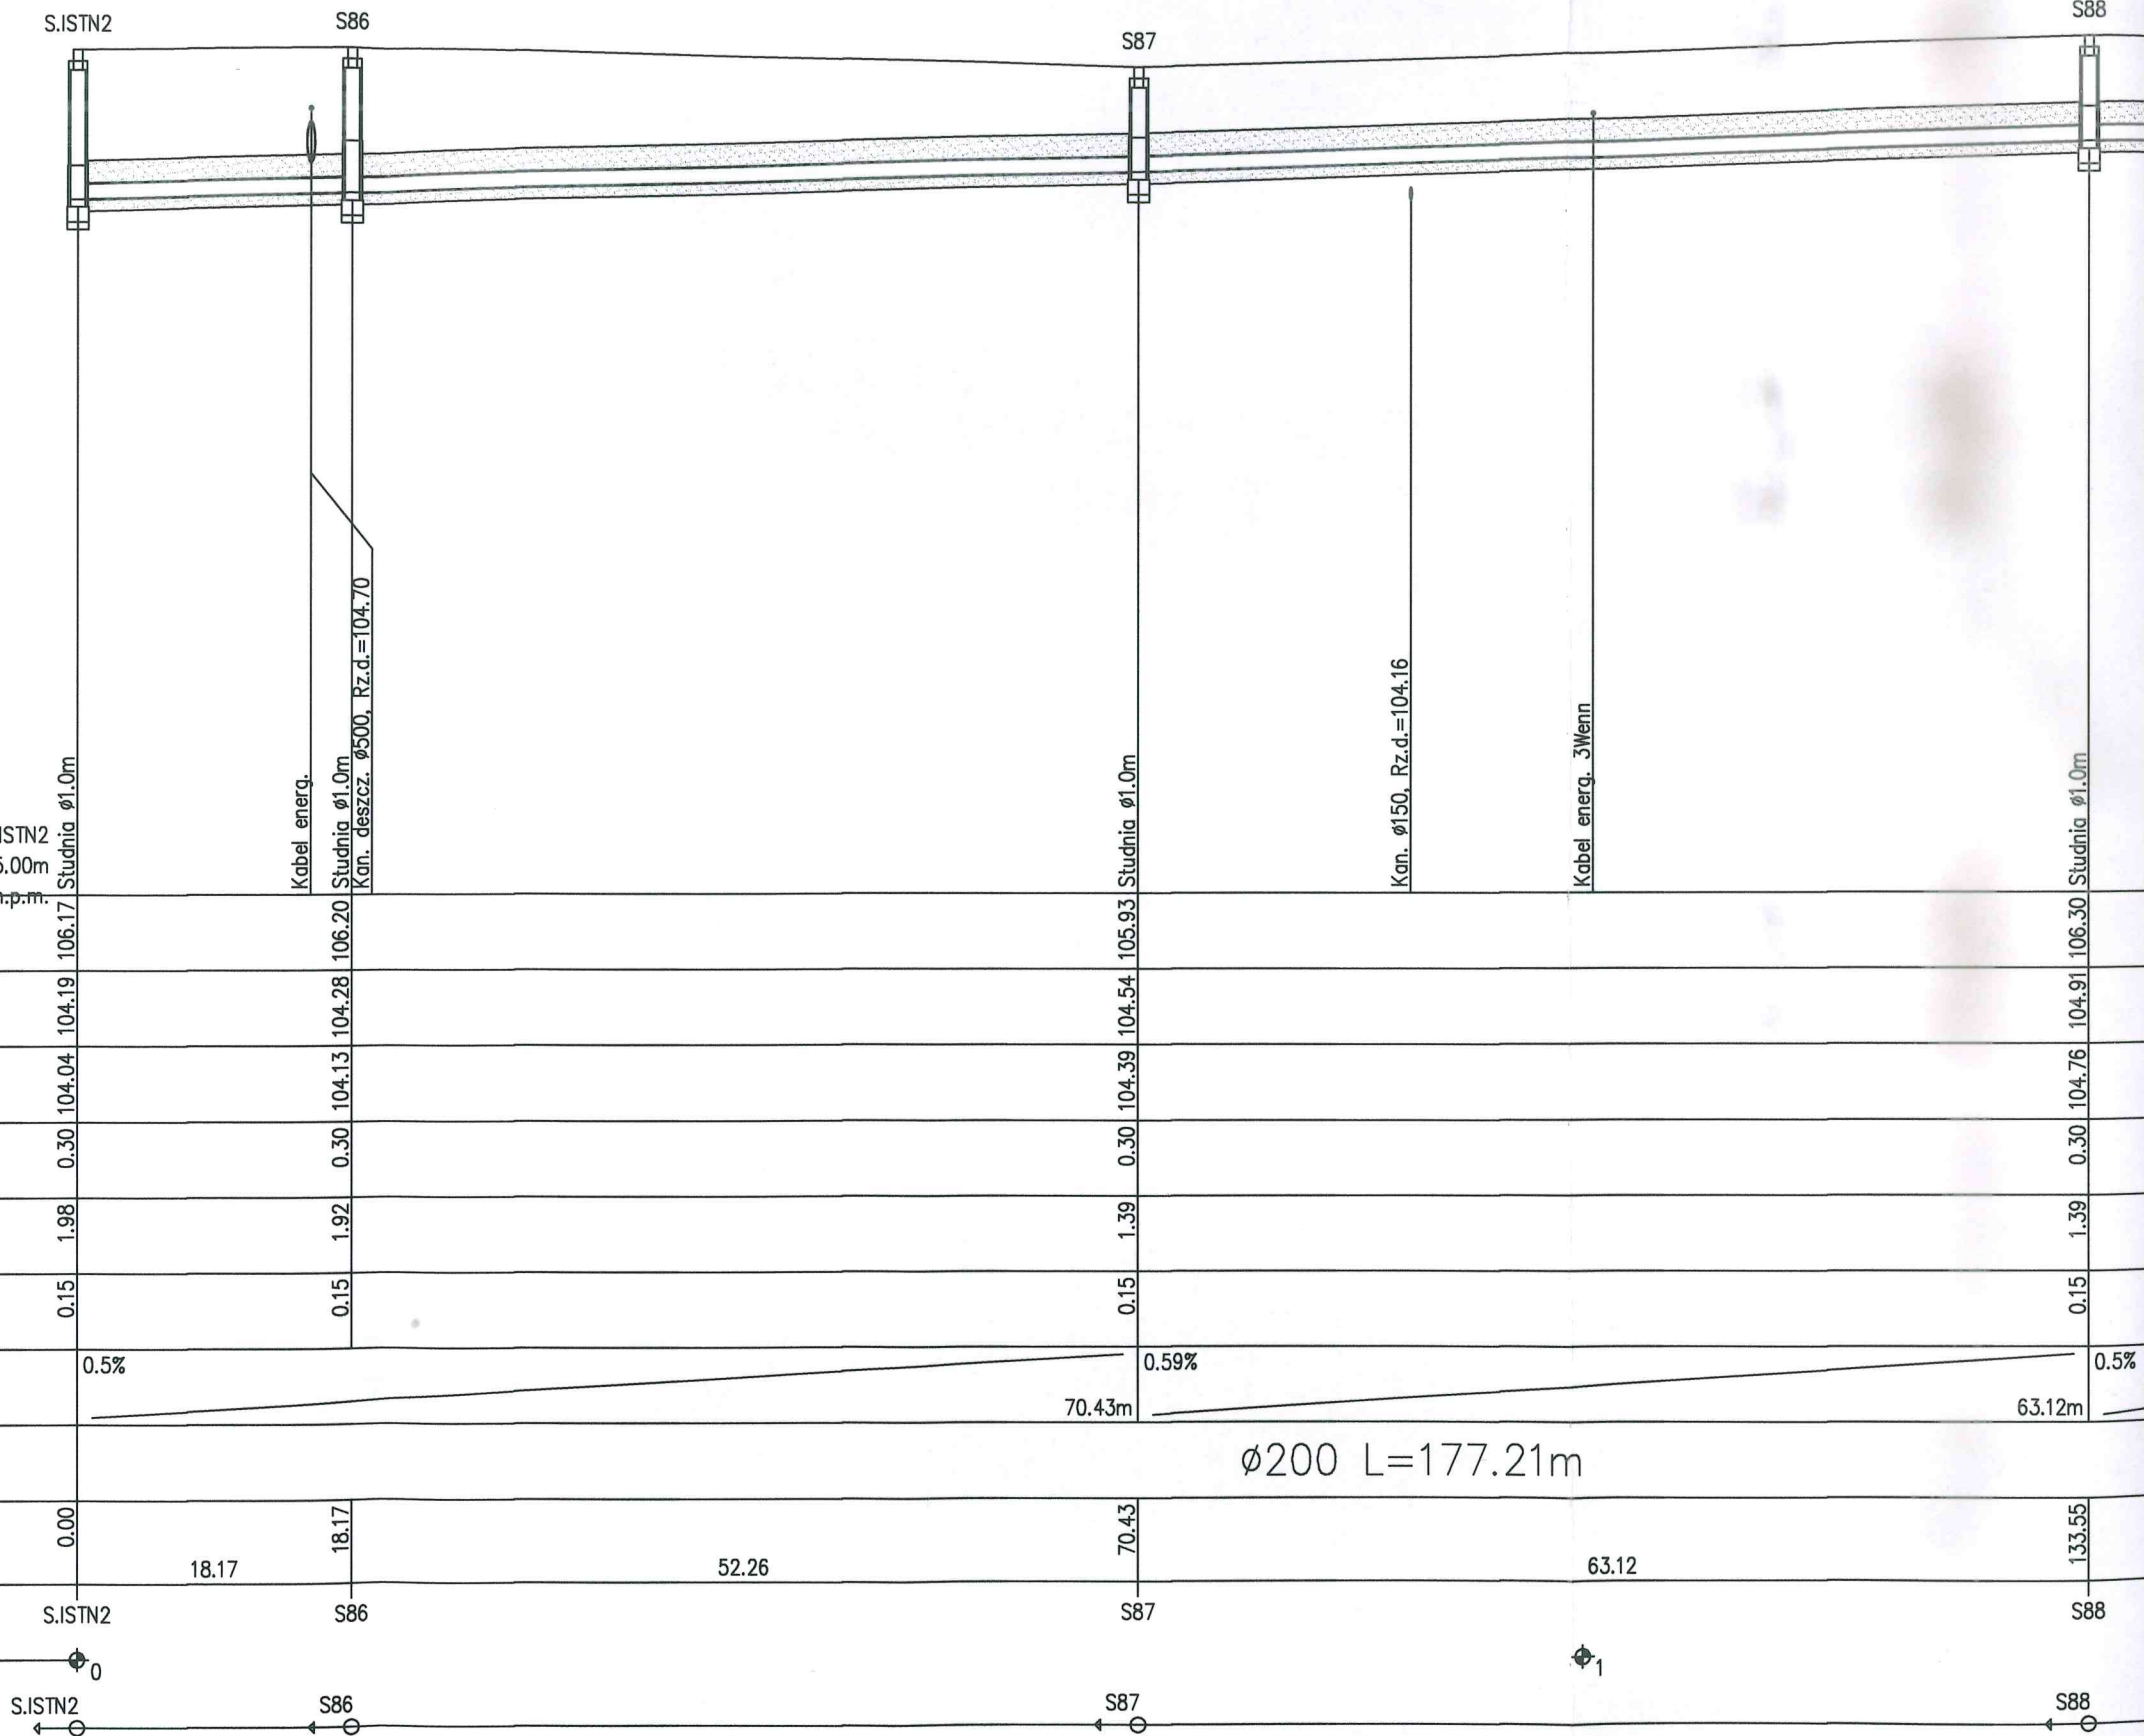 S.ISTN2
S86
S87
S88
Studnia ø1.0m
Kabel energ.
Studnia ø1.0m
Kan. deszcz. ø500, Rz.d.=104.70
Studnia ø1.0m
Kan. ø150, Rz.d.=104.16
Kabel energ. 3Wenn
Studnia ø1.0m
ISTN2
5.00m
n.p.m.
106.17 106.20 105.93 106.30
104.19 104.28 104.54 104.91
104.04 104.13 104.39 104.76
0.30 0.30 0.30 0.30
1.98 1.92 1.39 1.39
0.15 0.15 0.15 0.15
0.5% 0.59% 0.5%
70.43m 63.12m
ø200 L=177.21m
0.00 18.17 70.43 133.55
18.17 52.26 63.12
S.ISTN2 S86 S87 S88
0 1
S.ISTN2 S86 S87 S88